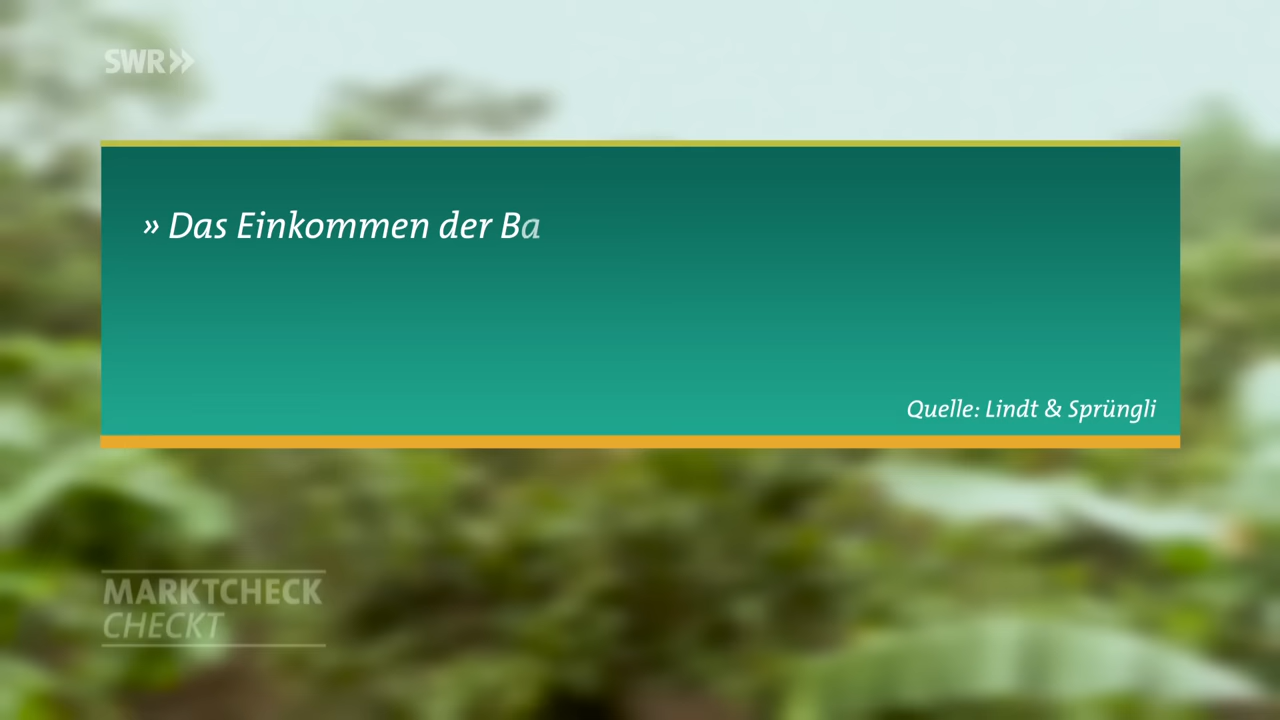 SWR»
» Das Einkommen der Ba
Quelle: Lindt & Sprüngli
MARKTCHECK
CHECKT